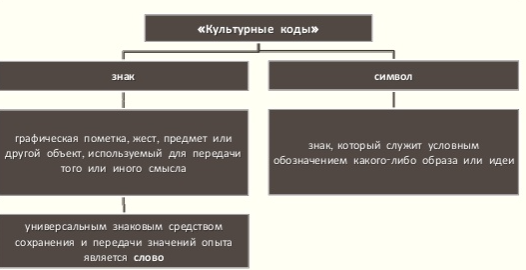 «Культурные коды»
знак
символ
графическая пометка, жест, предмет или
другой объект, используемый для передачи
того или иного смысла
знак, который служит условным
обозначением какого-либо образа или идеи
универсальным знаковым средством
сохранения и передачи значений опыта
является слово